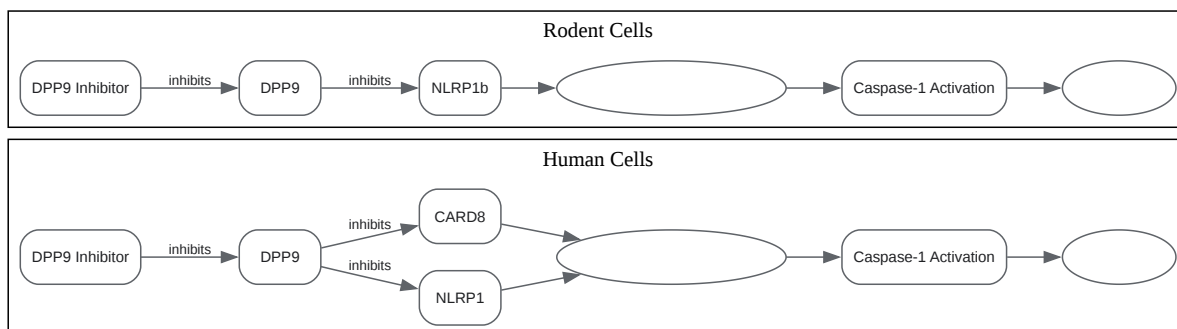 Rodent Cells
DPP9 Inhibitor
inhibits
DPP9
inhibits
NLRP1b
Caspase-1 Activation
Human Cells
DPP9 Inhibitor
inhibits
DPP9
inhibits
CARD8
inhibits
NLRP1
Caspase-1 Activation